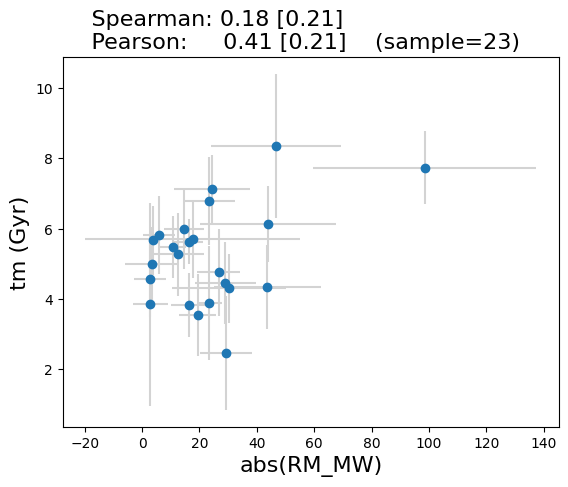 Spearman: 0.18 [0.21]
Pearson: 0.41 [0.21] (sample=23)
10
8
6
4
2
tm (Gyr)
−20 0 20 40 60 80 100 120 140
abs(RM_MW)